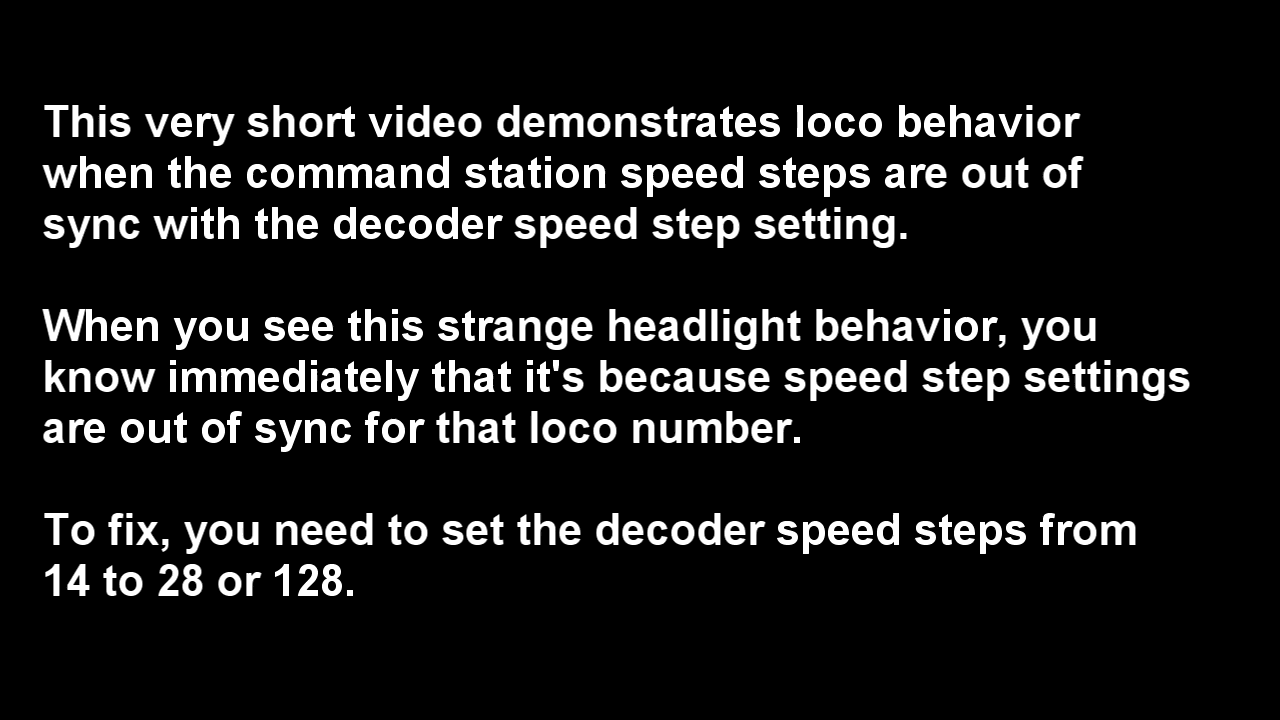 This very short video demonstrates loco behavior
when the command station speed steps are out of
sync with the decoder speed step setting.
When you see this strange headlight behavior, you
know immediately that it's because speed step settings
are out of sync for that loco number.
To fix, you need to set the decoder speed steps from
14 to 28 or 128.